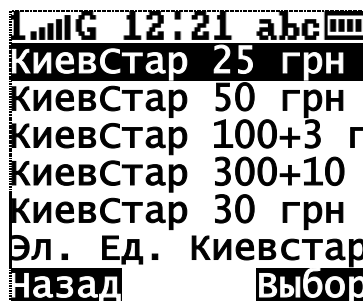 1 G 12:21 abc
КиевСтар 25 грн
КиевСтар 50 грн
КиевСтар 100+3 г
КиевСтар 300+10
КиевСтар 30 грн
Эл. Ед. Киевстар
Назад Выбор